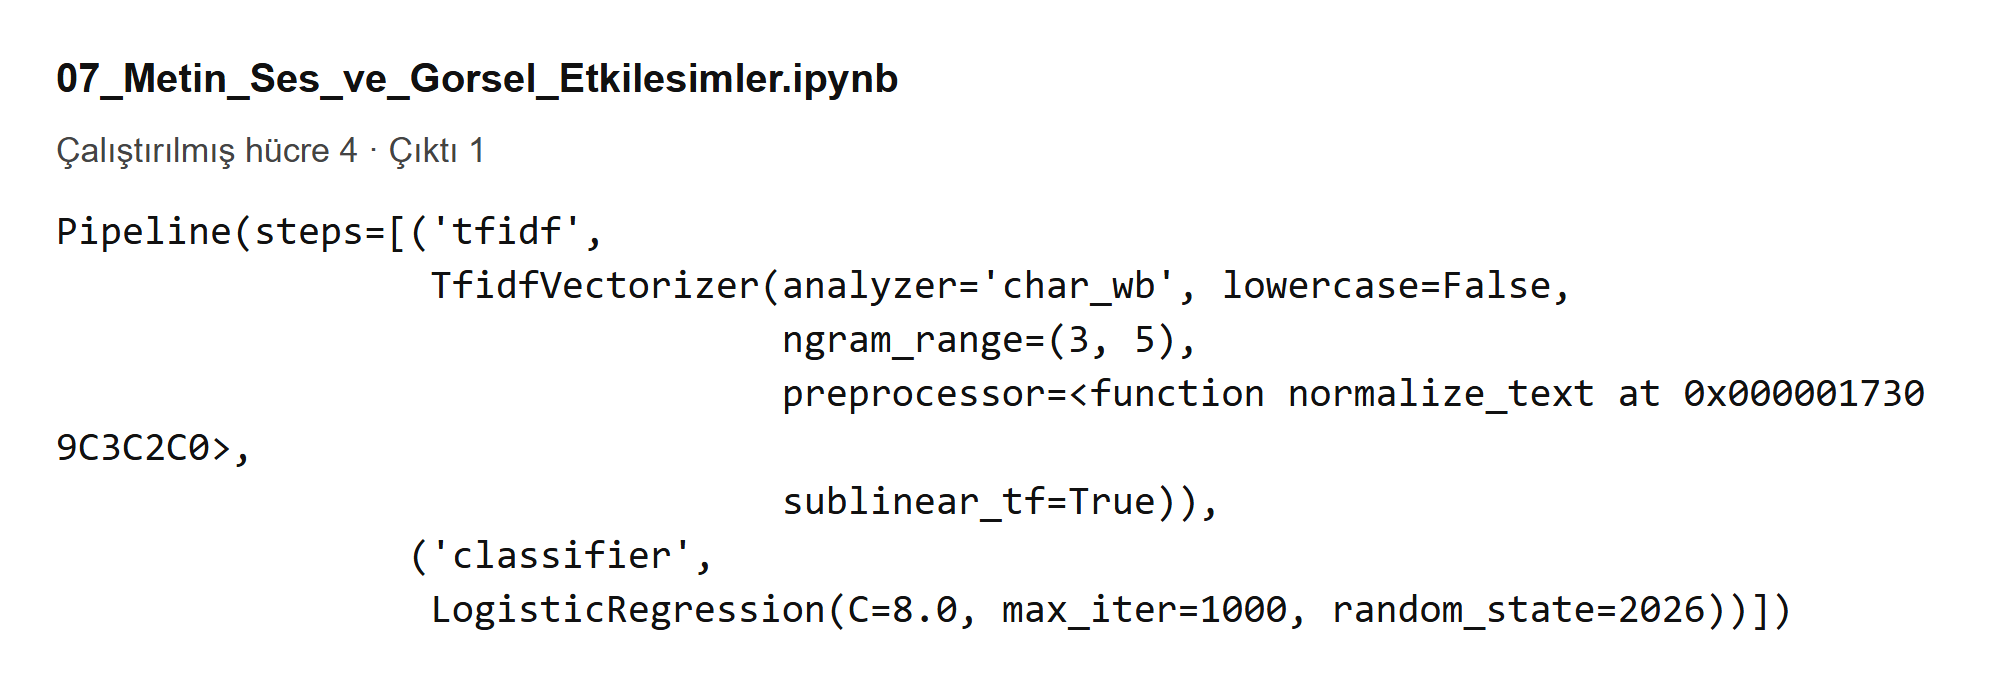 07_Metin_Ses_ve_Gorsel_Etkilesimler.ipynb
Çalıştırılmış hücre 4 · Çıktı 1
Pipeline(steps=[('tfidf',
                 TfidfVectorizer(analyzer='char_wb', lowercase=False,
                                 ngram_range=(3, 5),
                                 preprocessor=<function normalize_text at 0x000001730
9C3C2C0>,
                                 sublinear_tf=True)),
                ('classifier',
                 LogisticRegression(C=8.0, max_iter=1000, random_state=2026))])